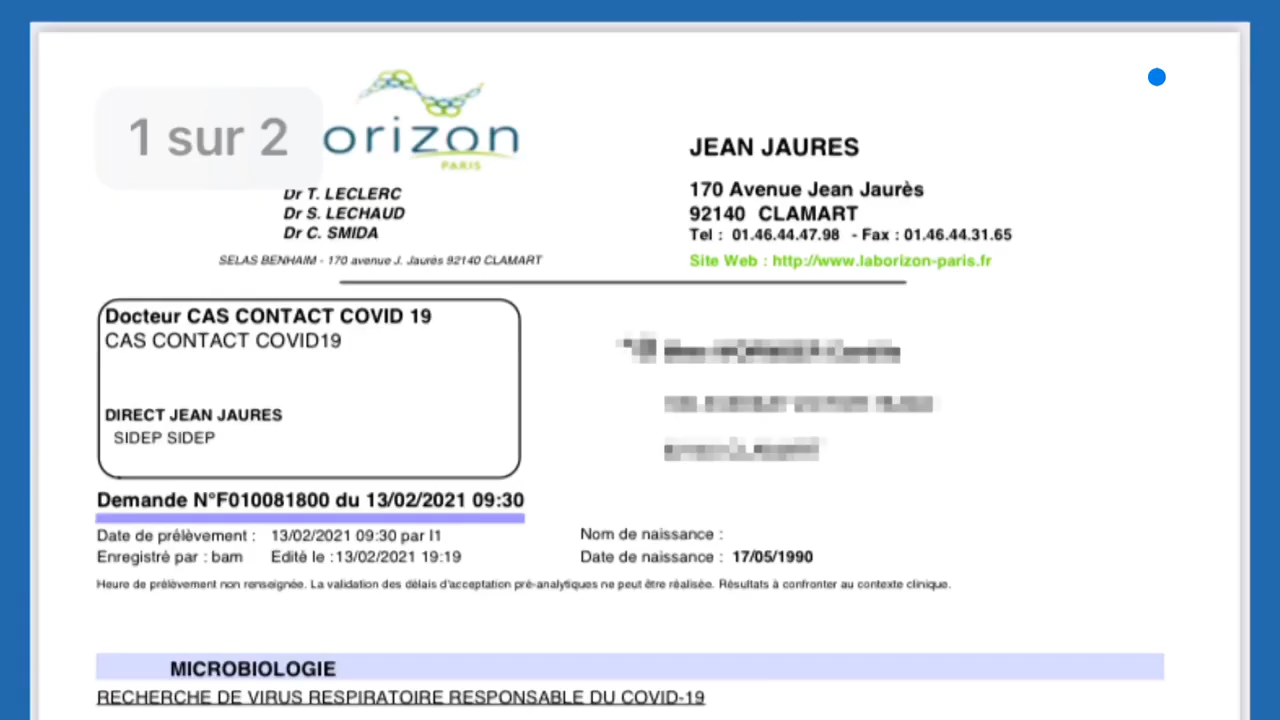 1 sur 2
orizon
PARIS
Dr T. LECLERC
Dr S. LECHAUD
Dr C. SMIDA
SELAS BENHAIM - 170 avenue J. Jaurès 92140 CLAMART
JEAN JAURES
170 Avenue Jean Jaurès
92140 CLAMART
Tel : 01.46.44.47.98 - Fax : 01.46.44.31.65
Site Web : http://www.laborizon-paris.fr
Docteur CAS CONTACT COVID 19
CAS CONTACT COVID19
DIRECT JEAN JAURES
SIDEP SIDEP
Demande N°F010081800 du 13/02/2021 09:30
Date de prélèvement : 13/02/2021 09:30 par I1
Enregistré par : bam Edité le :13/02/2021 19:19
Nom de naissance :
Date de naissance : 17/05/1990
Heure de prélèvement non renseignée. La validation des délais d'acceptation pré-analytiques ne peut être réalisée. Résultats à confronter au contexte clinique.
MICROBIOLOGIE
RECHERCHE DE VIRUS RESPIRATOIRE RESPONSABLE DU COVID-19